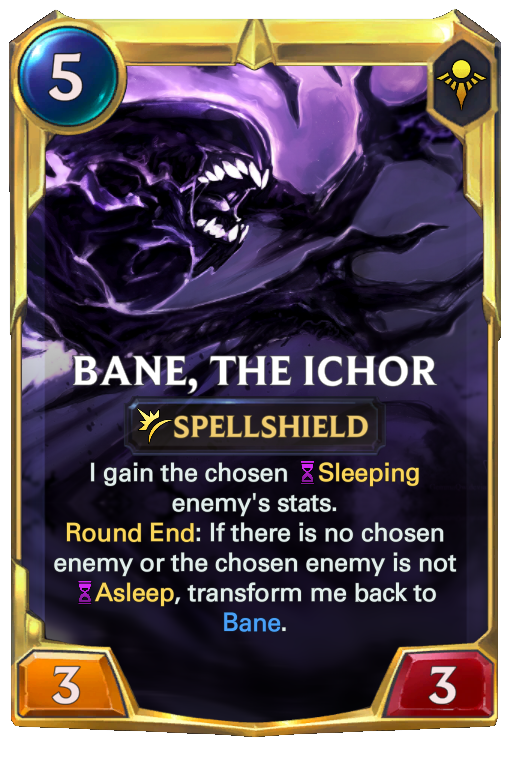 5
BANE, THE ICHOR
SPELLSHIELD
I gain the chosen Sleeping
enemy's stats.
Round End: If there is no chosen
enemy or the chosen enemy is not
Asleep, transform me back to
Bane.
3
3